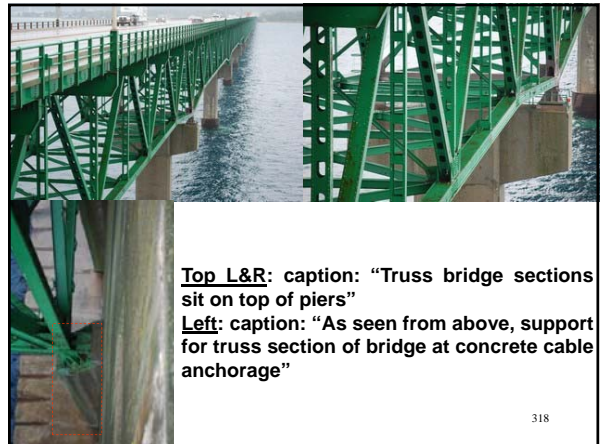 Top L&R: caption: “Truss bridge sections
sit on top of piers”
Left: caption: “As seen from above, support
for truss section of bridge at concrete cable
anchorage”
318